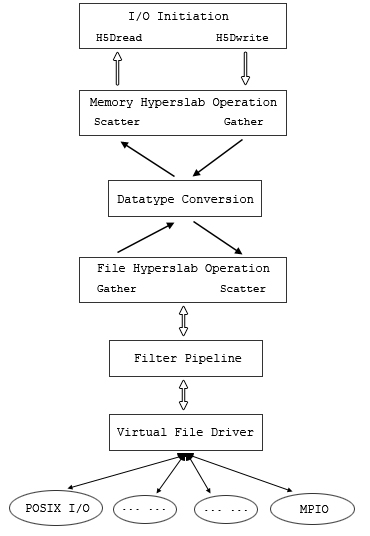 I/O Initiation
H5Dread H5Dwrite
Memory Hyperslab Operation
Scatter Gather
Datatype Conversion
File Hyperslab Operation
Gather Scatter
Filter Pipeline
Virtual File Driver
POSIX I/O ... ... ... ... MPIO